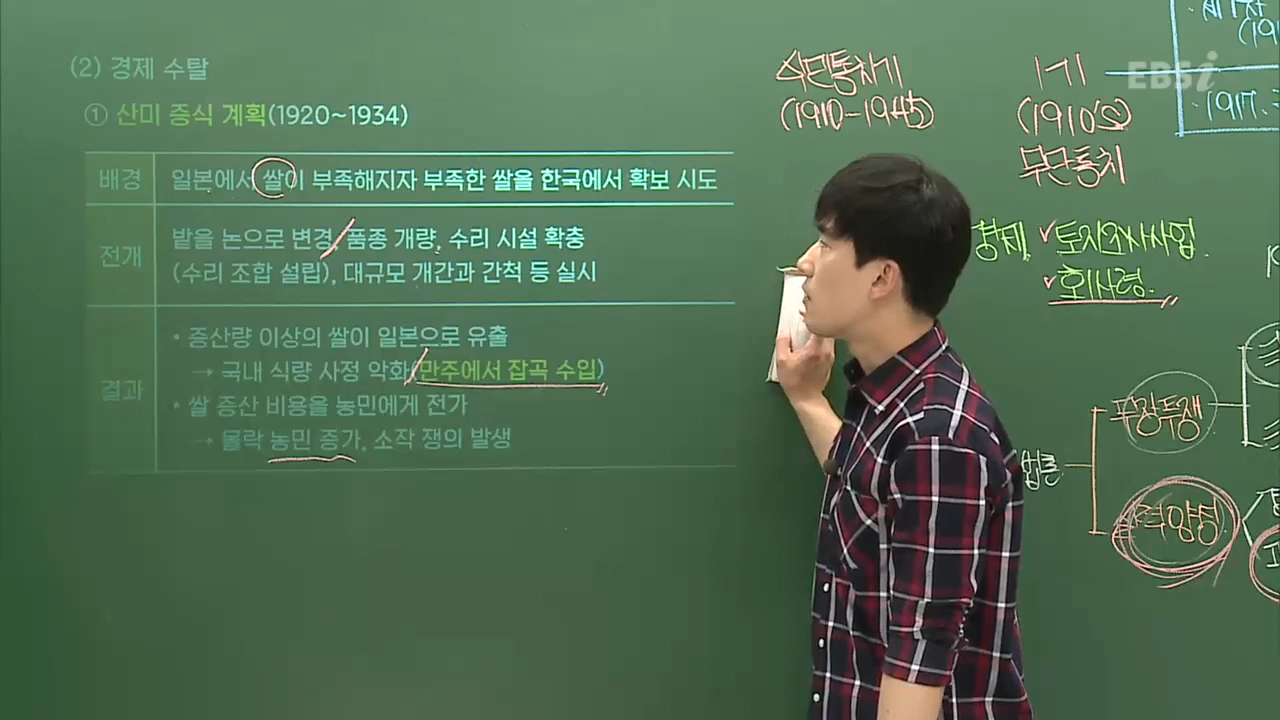 (2) 경제 수탈
① 산미 증식 계획(1920~1934)
배경
일본에서 쌀이 부족해지자 부족한 쌀을 한국에서 확보 시도
전개
밭을 논으로 변경, 품종 개량, 수리 시설 확충
(수리 조합 설립), 대규모 개간과 간척 등 실시
결과
• 증산량 이상의 쌀이 일본으로 유출
→ 국내 식량 사정 악화(만주에서 잡곡 수입)
• 쌀 증산 비용을 농민에게 전가
→ 몰락 농민 증가, 소작 쟁의 발생
식민통치기
(1910-1945)
1기
(1910's)
무단통치
경제
토지조사사업
회사령
무장투쟁
EBSi
1917.